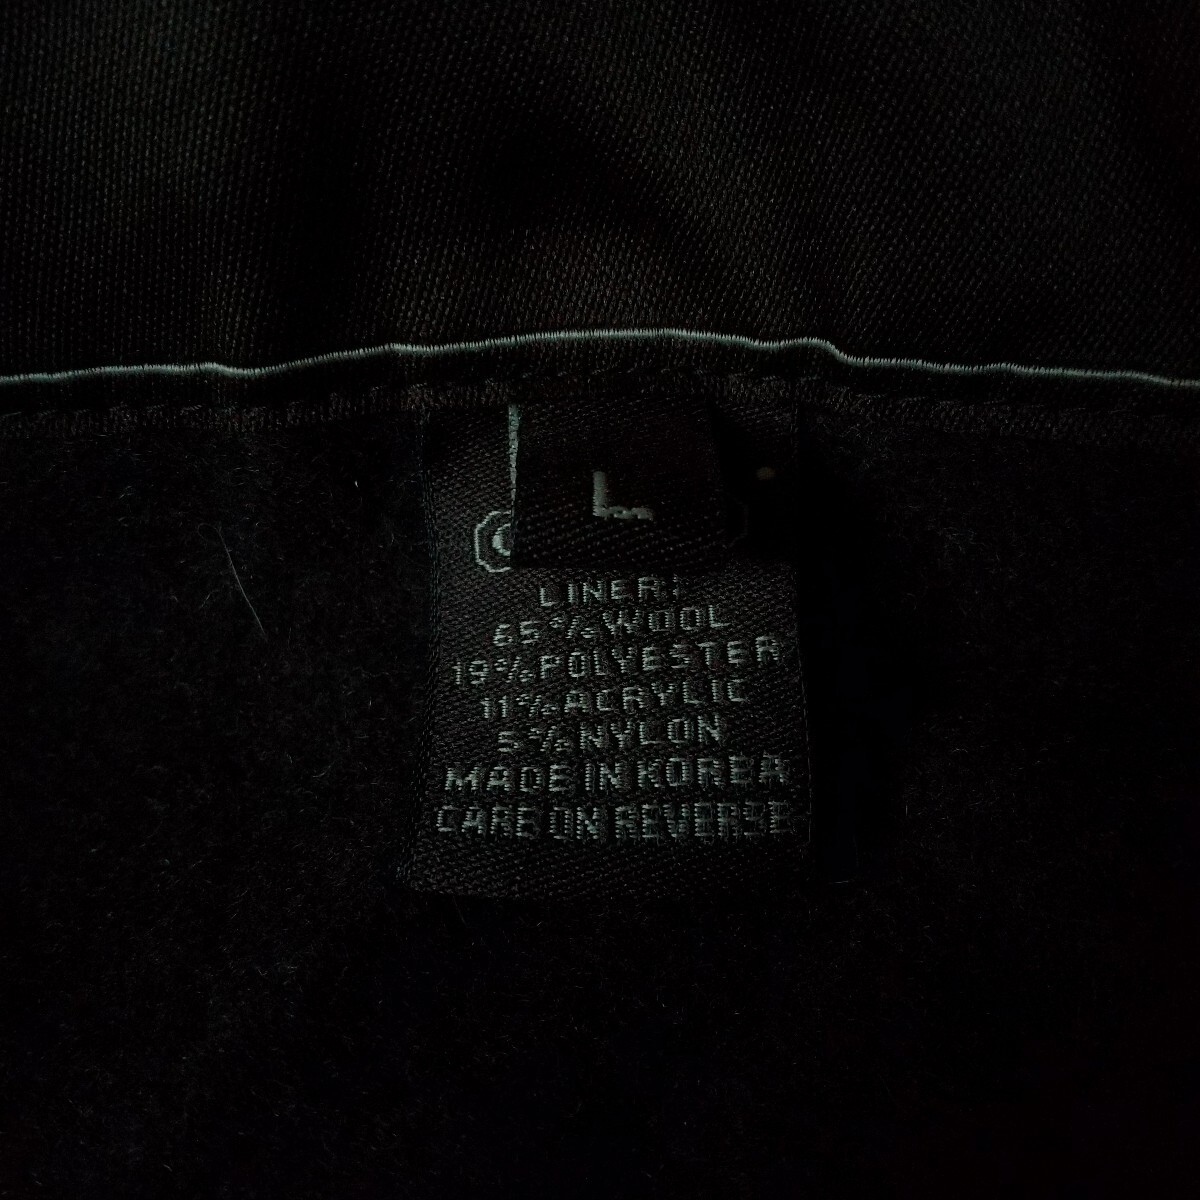 L
LINER:
65%WOOL
19%POLYESTER
11%ACRYLIC
5%NYLON
MADE IN KOREA
CARE ON REVERSE